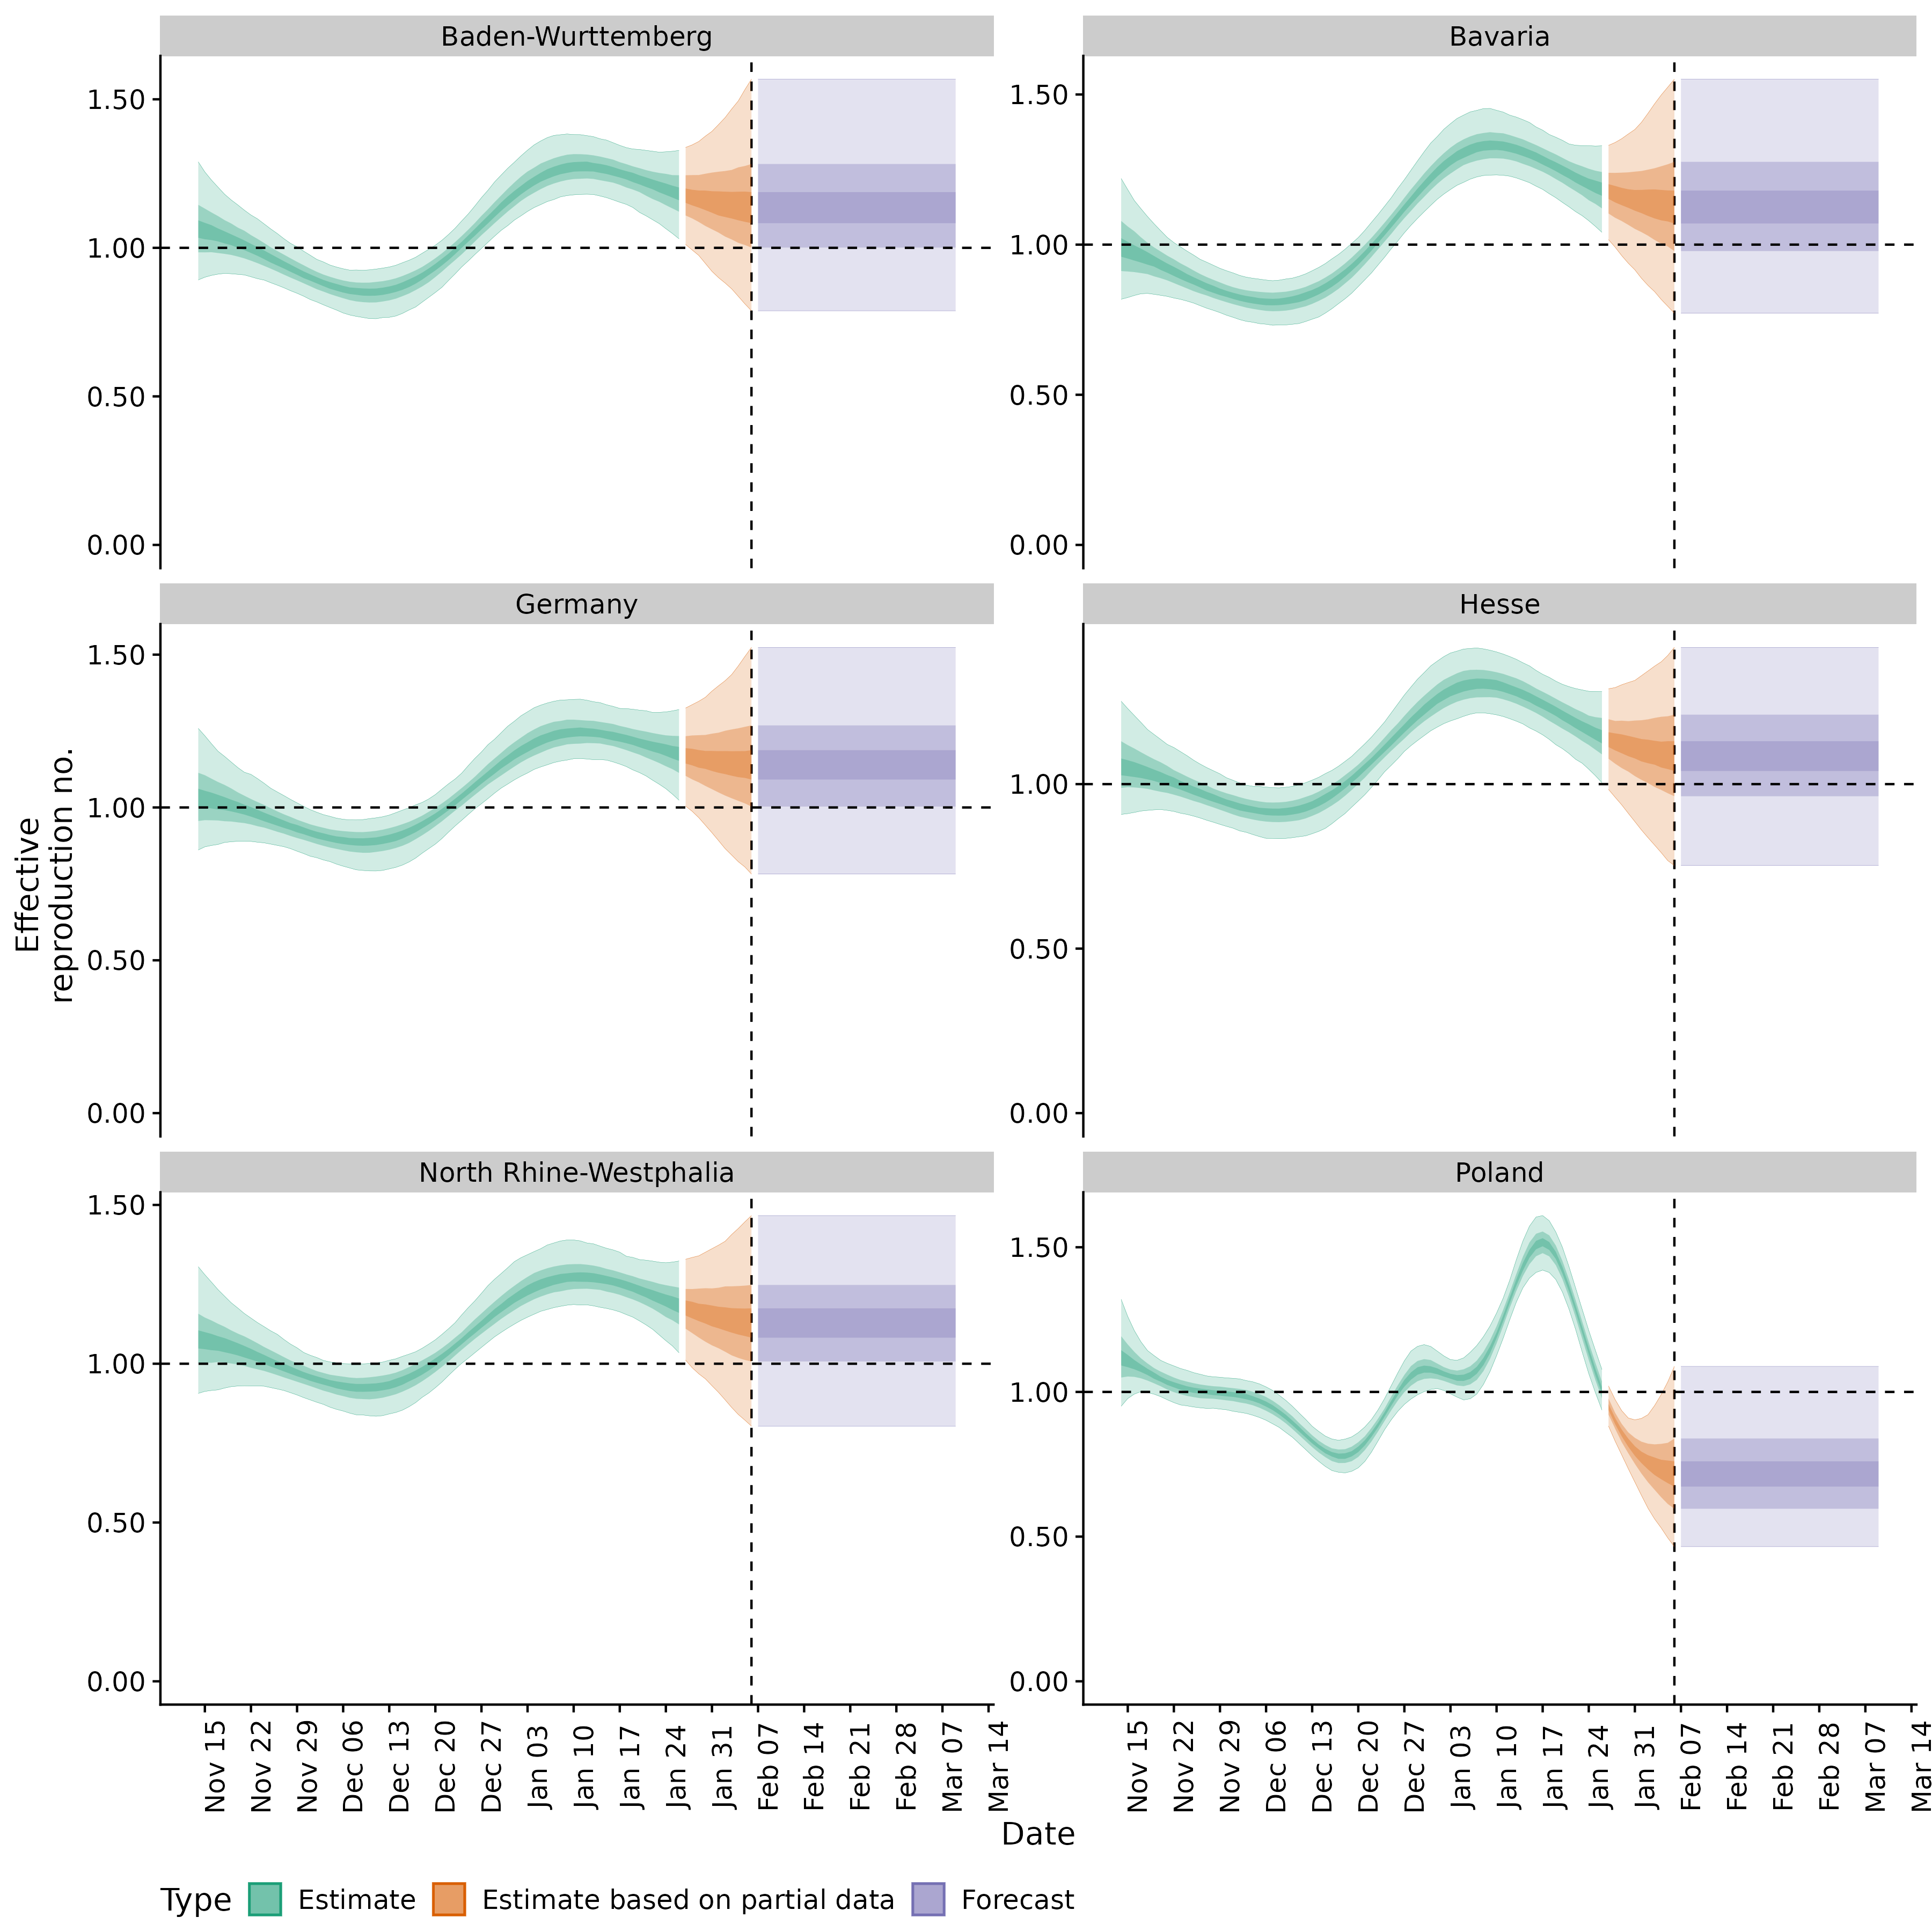 Baden-Wurttemberg
Bavaria
1.50
1.00
0.50
0.00
1.50
1.00
0.50
0.00
Germany
Hesse
1.50
1.00
0.50
0.00
1.00
0.50
0.00
North Rhine-Westphalia
Poland
1.50
1.00
0.50
0.00
1.50
1.00
0.50
0.00
Effective
reproduction no.
Nov 15
Nov 22
Nov 29
Dec 06
Dec 13
Dec 20
Dec 27
Jan 03
Jan 10
Jan 17
Jan 24
Jan 31
Feb 07
Feb 14
Feb 21
Feb 28
Mar 07
Mar 14
Nov 15
Nov 22
Nov 29
Dec 06
Dec 13
Dec 20
Dec 27
Jan 03
Jan 10
Jan 17
Jan 24
Jan 31
Feb 07
Feb 14
Feb 21
Feb 28
Mar 07
Mar 14
Date
Type Estimate Estimate based on partial data Forecast